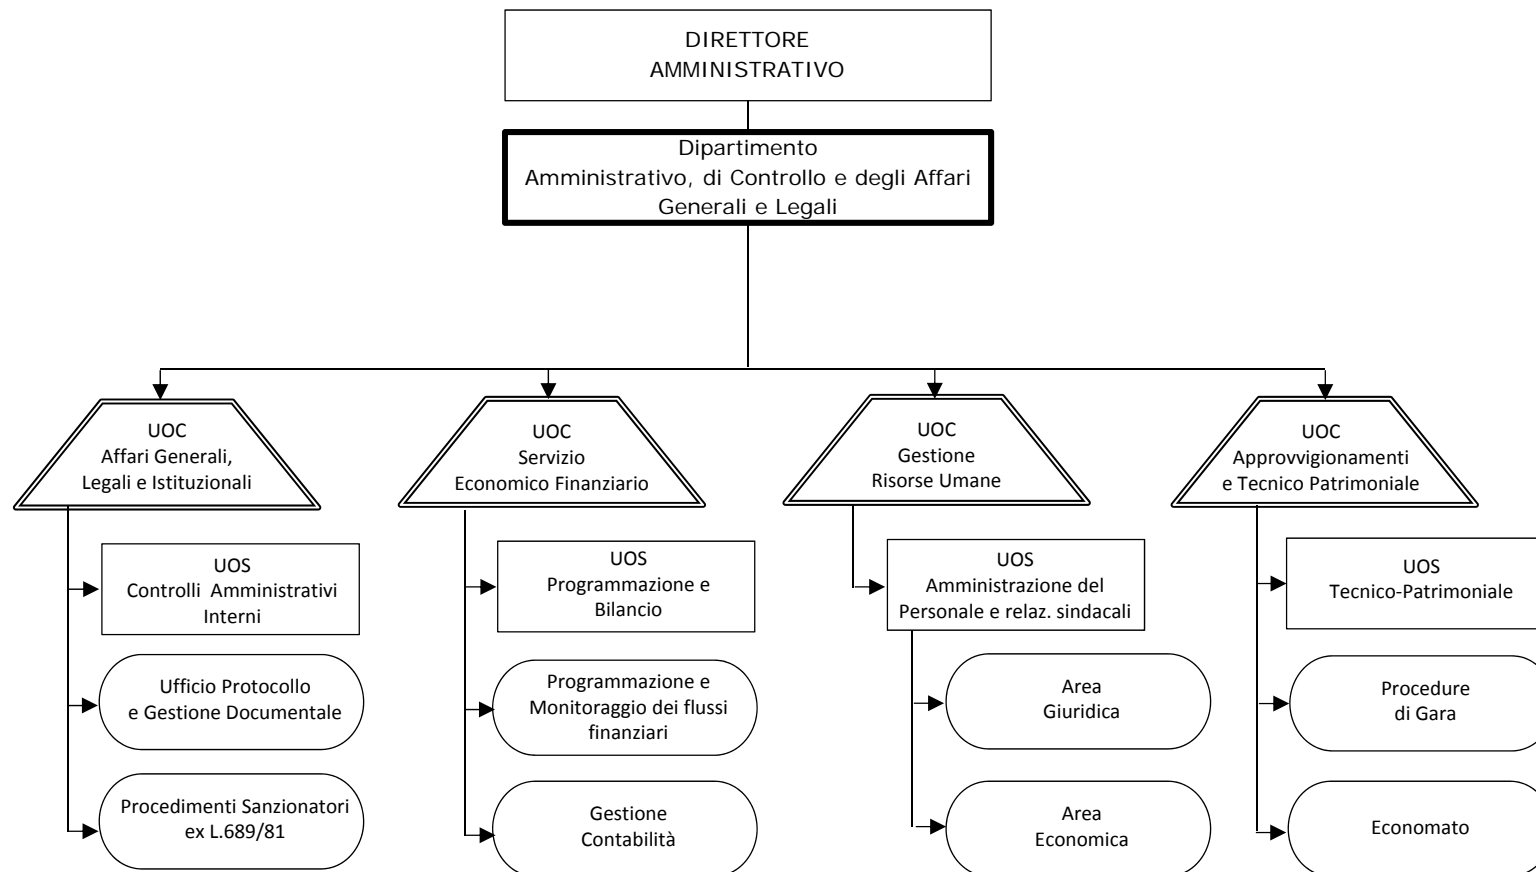 DIRETTORE
AMMINISTRATIVO
Dipartimento
Amministrativo, di Controllo e degli Affari
Generali e Legali
UOC
Affari Generali,
Legali e Istituzionali
UOC
Servizio
Economico Finanziario
UOC
Gestione
Risorse Umane
UOC
Approvvigionamenti
e Tecnico Patrimoniale
UOS
Controlli Amministrativi
Interni
UOS
Programmazione e
Bilancio
UOS
Amministrazione del
Personale e relaz. sindacali
UOS
Tecnico-Patrimoniale
Ufficio Protocollo
e Gestione Documentale
Programmazione e
Monitoraggio dei flussi
finanziari
Area
Giuridica
Procedure
di Gara
Procedimenti Sanzionatori
ex L.689/81
Gestione
Contabilità
Area
Economica
Economato